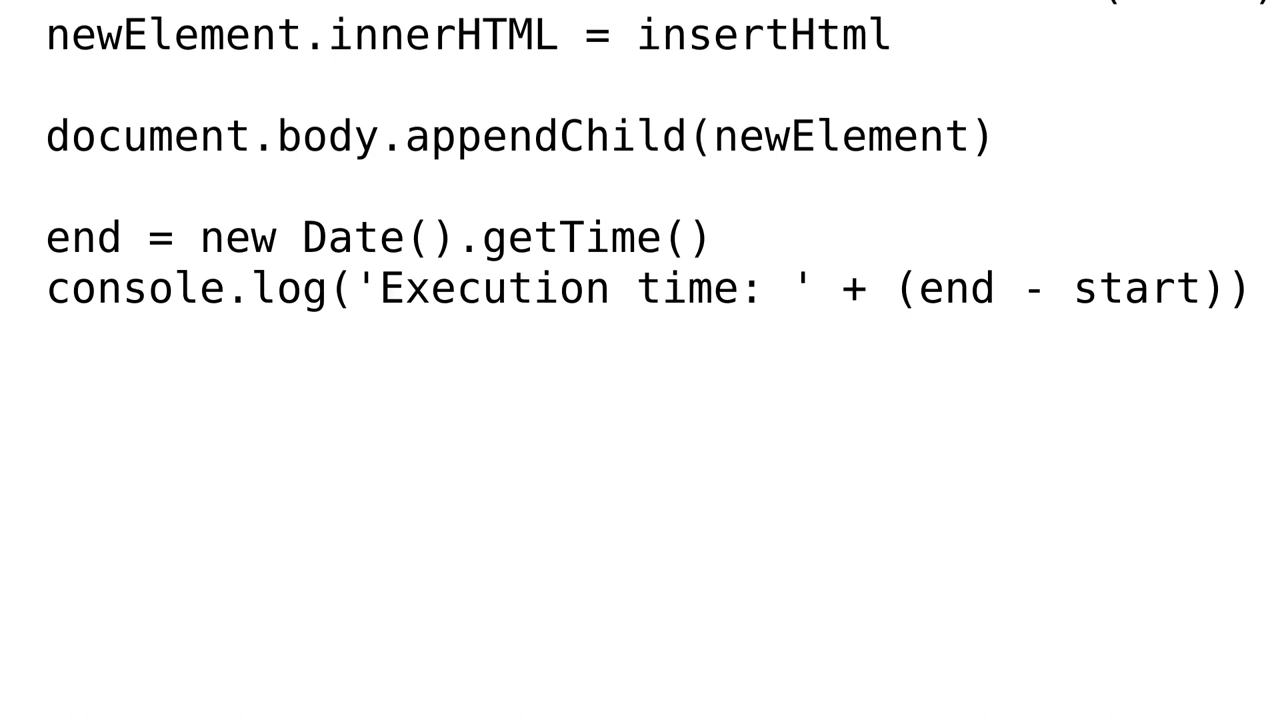 newElement.innerHTML = insertHtml
document.body.appendChild(newElement)
end = new Date().getTime()
console.log('Execution time: ' + (end - start))